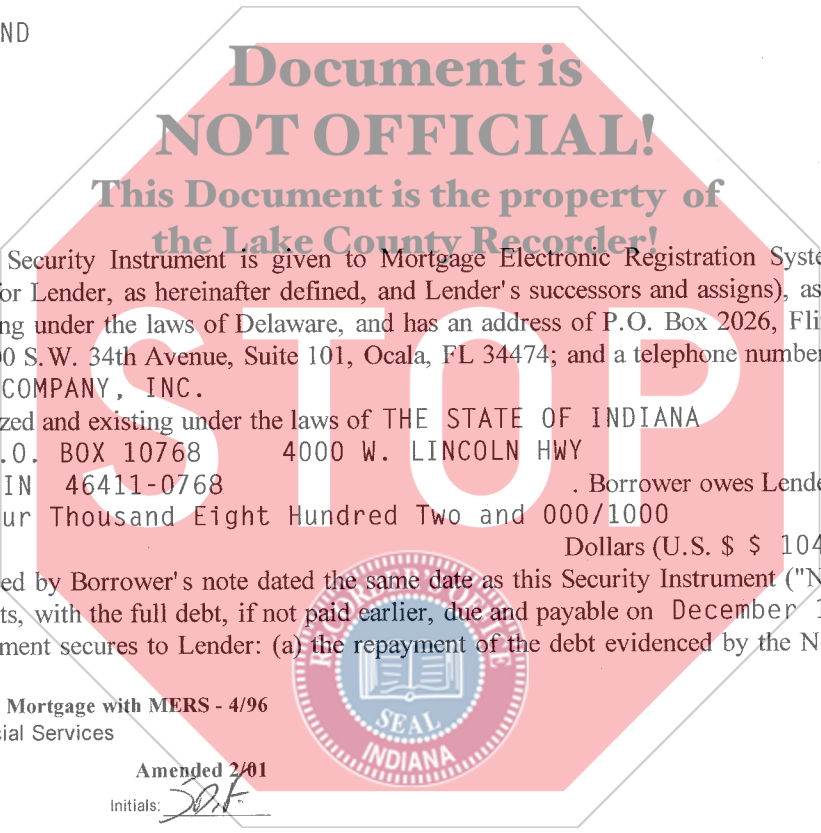 ND
Document is
NOT OFFICIAL!
This Document is the property of
the Lake County Recorder!
STOP
Security Instrument is given to Mortgage Electronic Registration Syste
or Lender, as hereinafter defined, and Lender's successors and assigns), as
ng under the laws of Delaware, and has an address of P.O. Box 2026, Fli
00 S.W. 34th Avenue, Suite 101, Ocala, FL 34474; and a telephone number
COMPANY, INC.
zed and existing under the laws of THE STATE OF INDIANA
.O. BOX 10768 4000 W. LINCOLN HWY
IN 46411-0768 . Borrower owes Lende
ur Thousand Eight Hundred Two and 000/1000
Dollars (U.S. $ $ 104
ed by Borrower's note dated the same date as this Security Instrument ("N
ts, with the full debt, if not paid earlier, due and payable on December 1
ment secures to Lender: (a) the repayment of the debt evidenced by the N
SEAL
INDIANA
Mortgage with MERS - 4/96
cial Services
Amended 2/01
Initials: